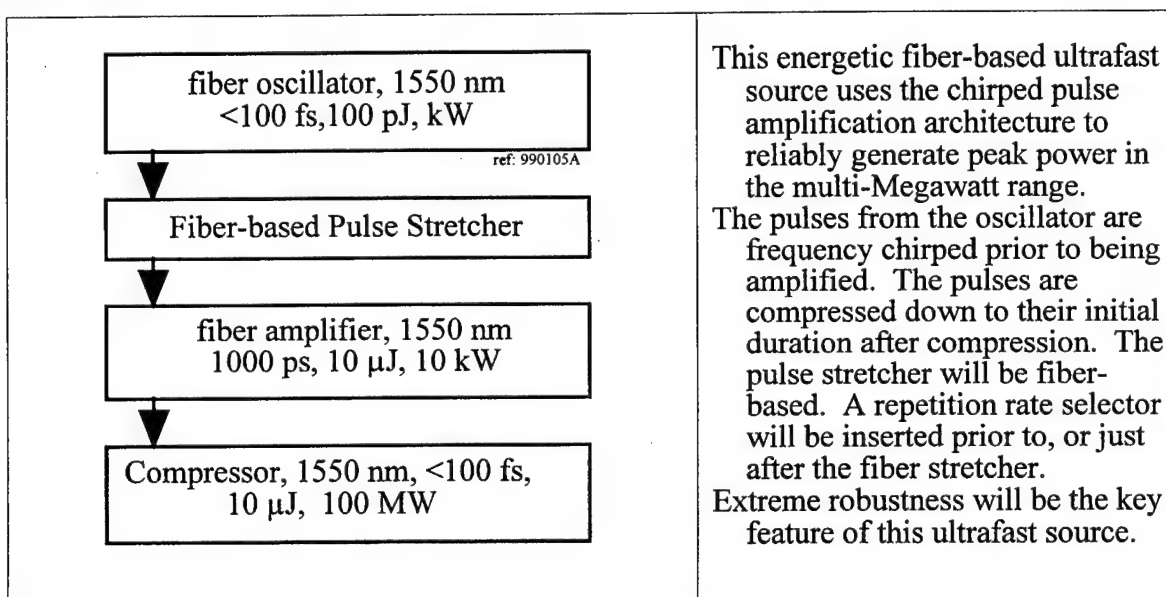 fiber oscillator, 1550 nm
<100 fs,100 pJ, kW
ref: 990105A
Fiber-based Pulse Stretcher
fiber amplifier, 1550 nm
1000 ps, 10 μJ, 10 kW
Compressor, 1550 nm, <100 fs,
10 μJ, 100 MW
This energetic fiber-based ultrafast
source uses the chirped pulse
amplification architecture to
reliably generate peak power in
the multi-Megawatt range.
The pulses from the oscillator are
frequency chirped prior to being
amplified. The pulses are
compressed down to their initial
duration after compression. The
pulse stretcher will be fiber-
based. A repetition rate selector
will be inserted prior to, or just
after the fiber stretcher.
Extreme robustness will be the key
feature of this ultrafast source.